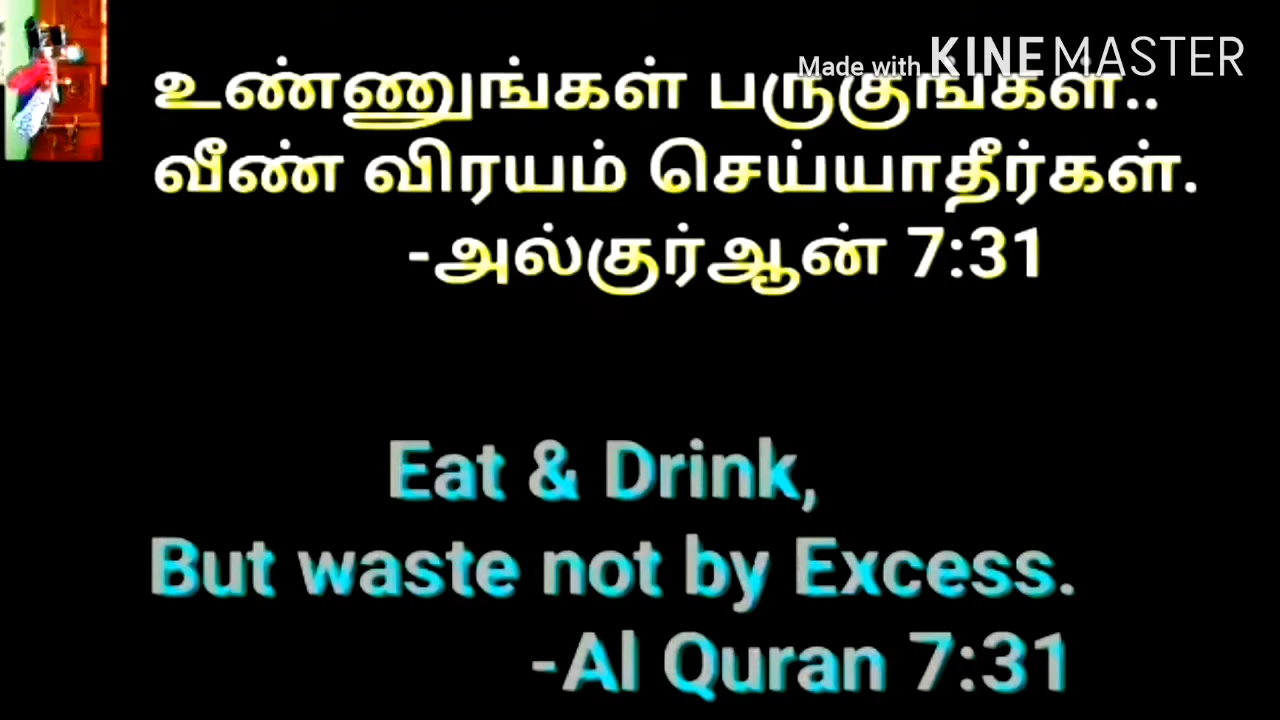 Made with KINEMASTER
உண்ணுங்கள் பருகுங்கள்..
வீண் விரயம் செய்யாதீர்கள்.
-அல்குர்ஆன் 7:31
Eat & Drink,
But waste not by Excess.
-Al Quran 7:31